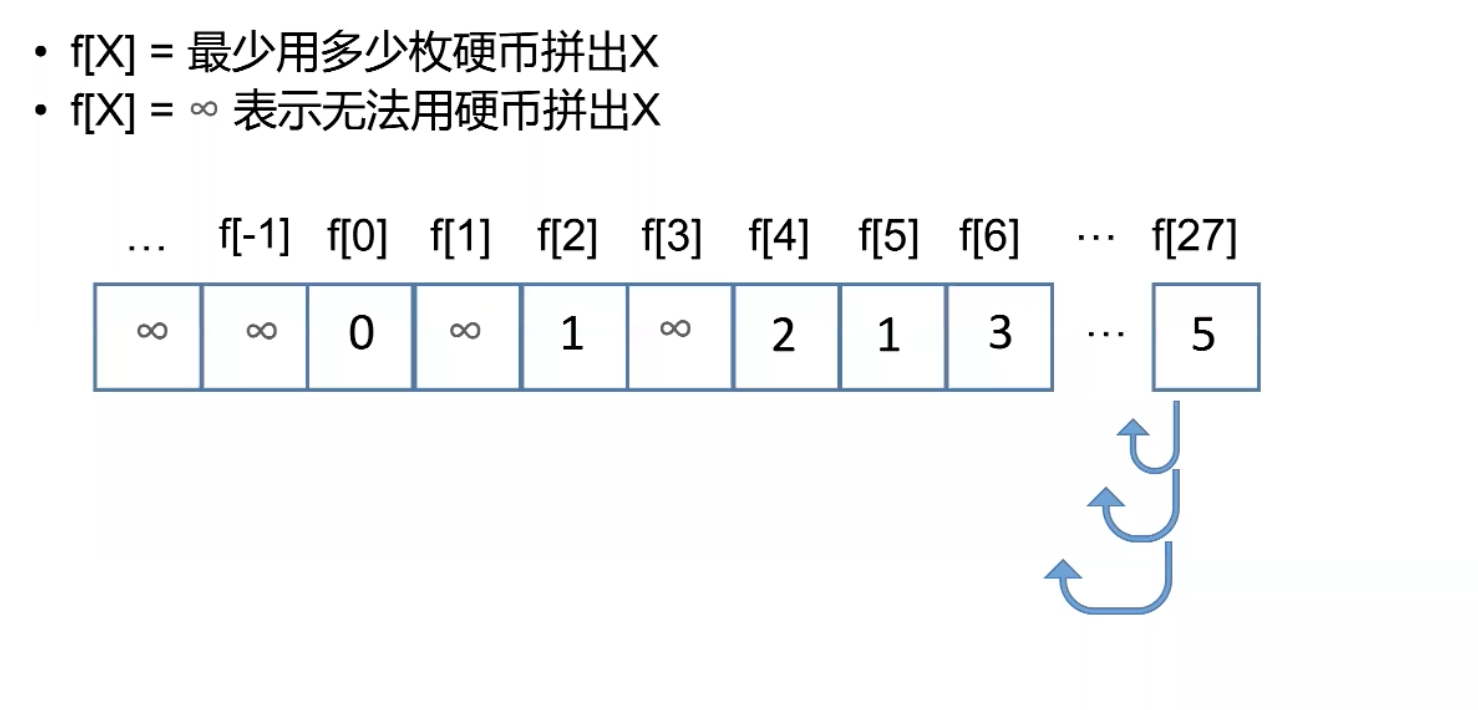 • f[X] = 最少用多少枚硬币拼出X
• f[X] = ∞ 表示无法用硬币拼出X
… f[-1] f[0] f[1] f[2] f[3] f[4] f[5] f[6] … f[27]
∞ ∞ 0 ∞ 1 ∞ 2 1 3 … 5